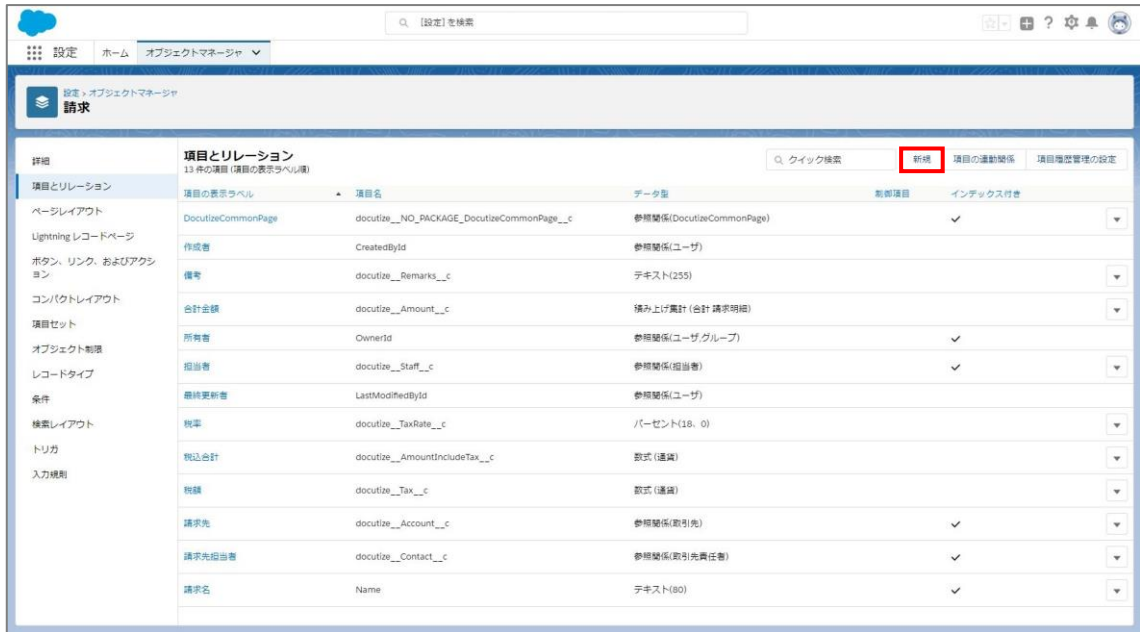 [設定] を検索
設定 ホーム オブジェクトマネージャ
設定 > オブジェクトマネージャ
請求
詳細
項目とリレーション
ページレイアウト
Lightning レコードページ
ボタン、リンク、およびアクシ
ョン
コンパクトレイアウト
項目セット
オブジェクト制限
レコードタイプ
条件
検索レイアウト
トリガ
入力規則
項目とリレーション
13 件の項目 (項目の表示ラベル順)
クイック検索 新規 項目の連動関係 項目履歴管理の設定
項目の表示ラベル 項目名 データ型 制御項目 インデックス付き
DocutizeCommonPage docutize__NO_PACKAGE_DocutizeCommonPage__c 参照関係(DocutizeCommonPage)
作成者 CreatedById 参照関係(ユーザ)
備考 docutize__Remarks__c テキスト(255)
合計金額 docutize__Amount__c 積み上げ集計 (合計 請求明細)
所有者 OwnerId 参照関係(ユーザ,グループ)
担当者 docutize__Staff__c 参照関係(担当者)
最終更新者 LastModifiedById 参照関係(ユーザ)
税率 docutize__TaxRate__c パーセント(18、0)
税込合計 docutize__AmountIncludeTax__c 数式 (通貨)
税額 docutize__Tax__c 数式 (通貨)
請求先 docutize__Account__c 参照関係(取引先)
請求先担当者 docutize__Contact__c 参照関係(取引先責任者)
請求名 Name テキスト(80)